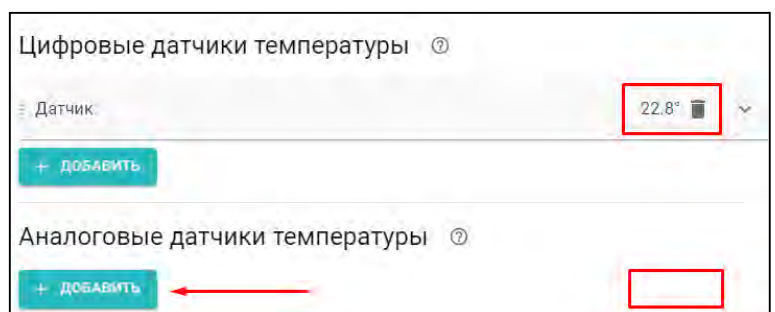 Цифровые датчики температуры ?
Датчик 22.8°
+ ДОБАВИТЬ
Аналоговые датчики температуры ?
+ ДОБАВИТЬ